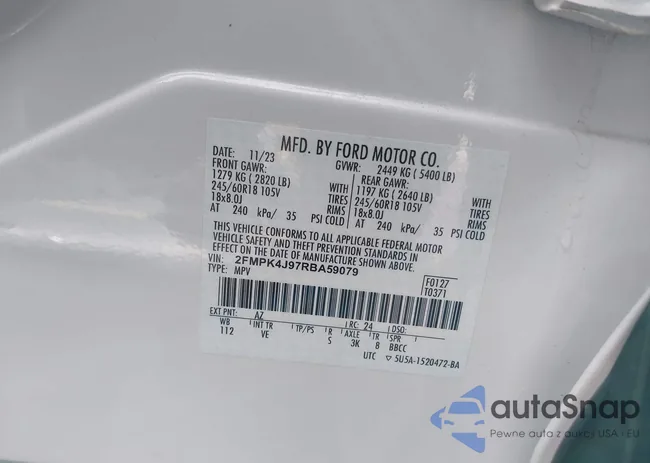 MFD. BY FORD MOTOR CO.
DATE: 11/23 GVWR: 2449 KG ( 5400 LB)
FRONT GAWR: REAR GAWR:
1279 KG ( 2820 LB) WITH 1197 KG ( 2640 LB) WITH
245/60R18 105V TIRES 245/60R18 105V TIRES
18x8.0J RIMS 18x8.0J RIMS
AT 240 kPa/ 35 PSI COLD AT 240 kPa/ 35 PSI COLD
THIS VEHICLE CONFORMS TO ALL APPLICABLE FEDERAL MOTOR
VEHICLE SAFETY AND THEFT PREVENTION STANDARDS IN
EFFECT ON THE DATE OF MANUFACTURE SHOWN ABOVE.
VIN: 2FMPK4J97RBA59079
TYPE: MPV
F0127
T0371
EXT PNT: AZ RC: 24 DSO:
WB INT TR TP/PS R AXLE TR SPR
112 VE S 3K 8 BBCC
UTC ▽ 5U5A-1520472-BA
autaSnap
Pewne auta z aukcji USA i EU